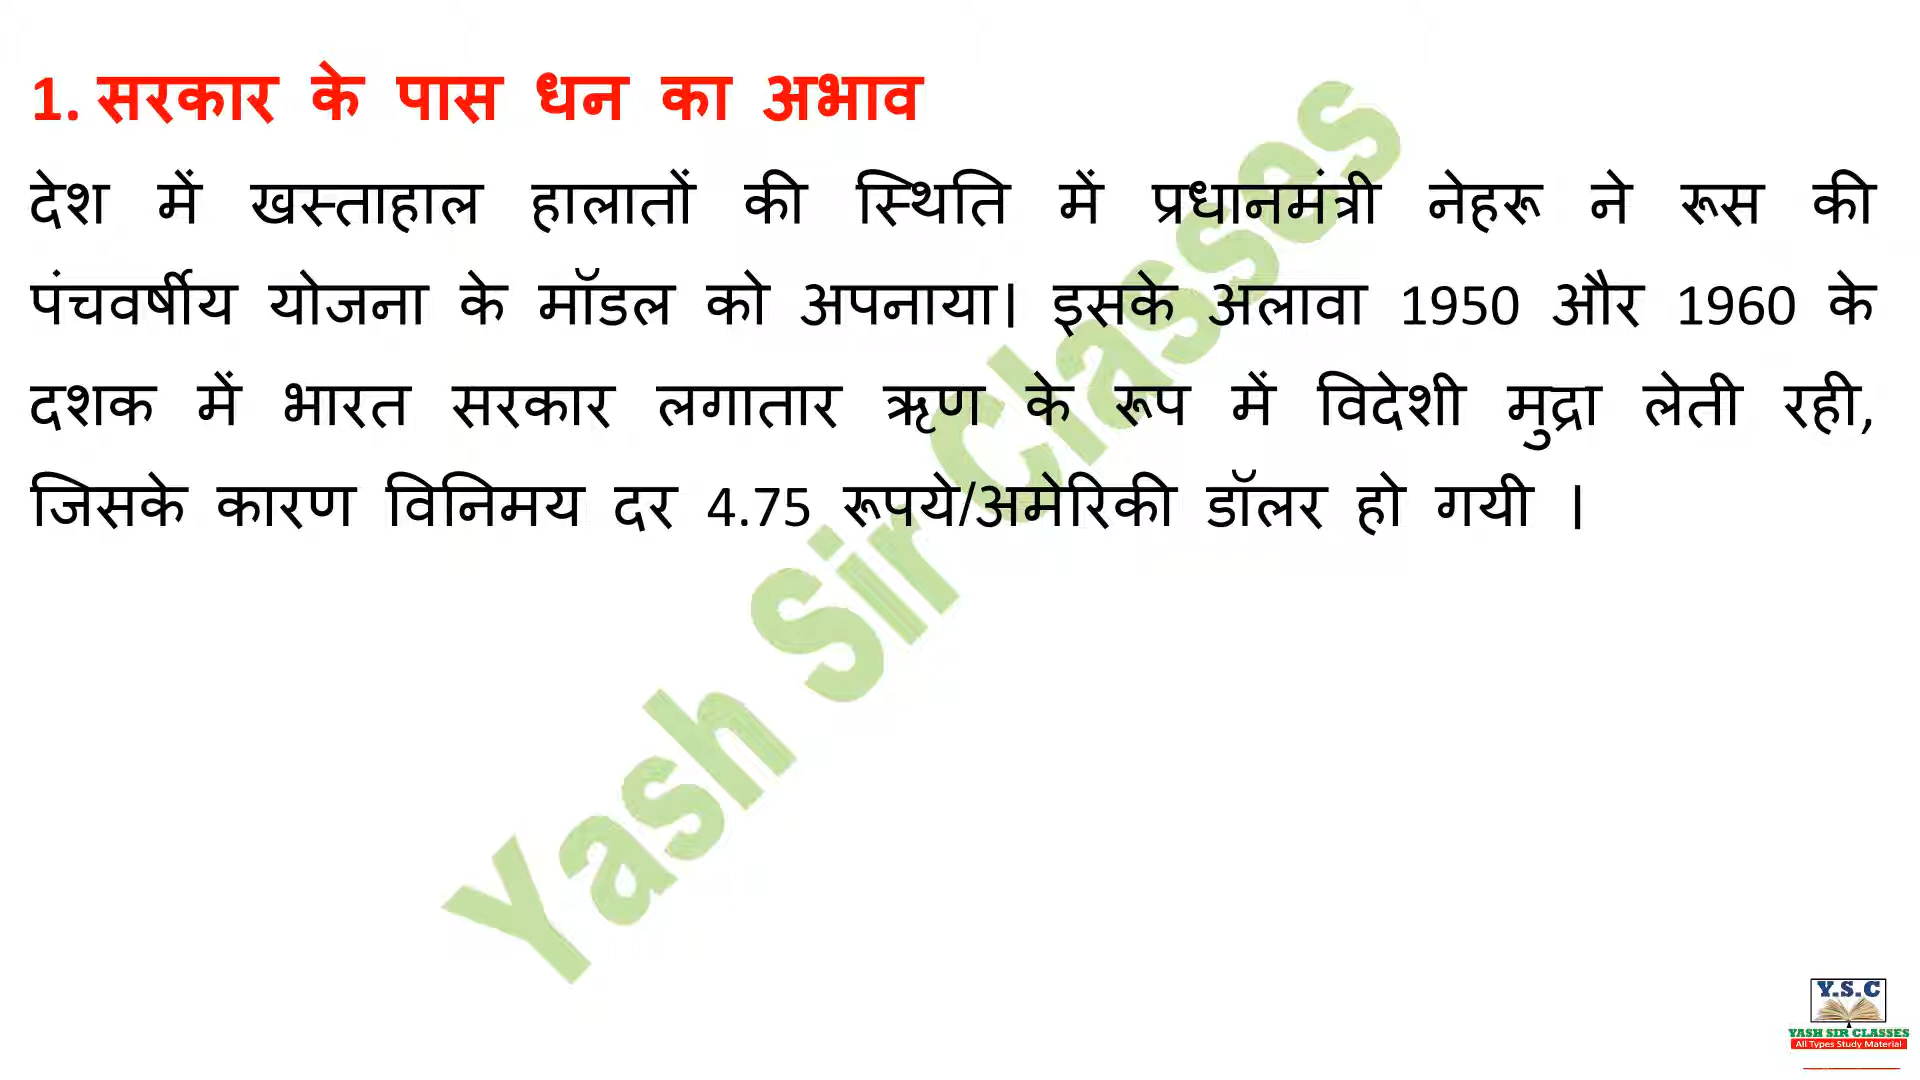 1. सरकार के पास धन का अभाव
देश में खस्ताहाल हालातों की स्थिति में प्रधानमंत्री नेहरू ने रूस की
पंचवर्षीय योजना के मॉडल को अपनाया। इसके अलावा 1950 और 1960 के
दशक में भारत सरकार लगातार ऋण के रूप में विदेशी मुद्रा लेती रही,
जिसके कारण विनिमय दर 4.75 रूपये/अमेरिकी डॉलर हो गयी ।
Yash Sir Classes
Y.S.C
YASH SIR CLASSES
All Types Study Material